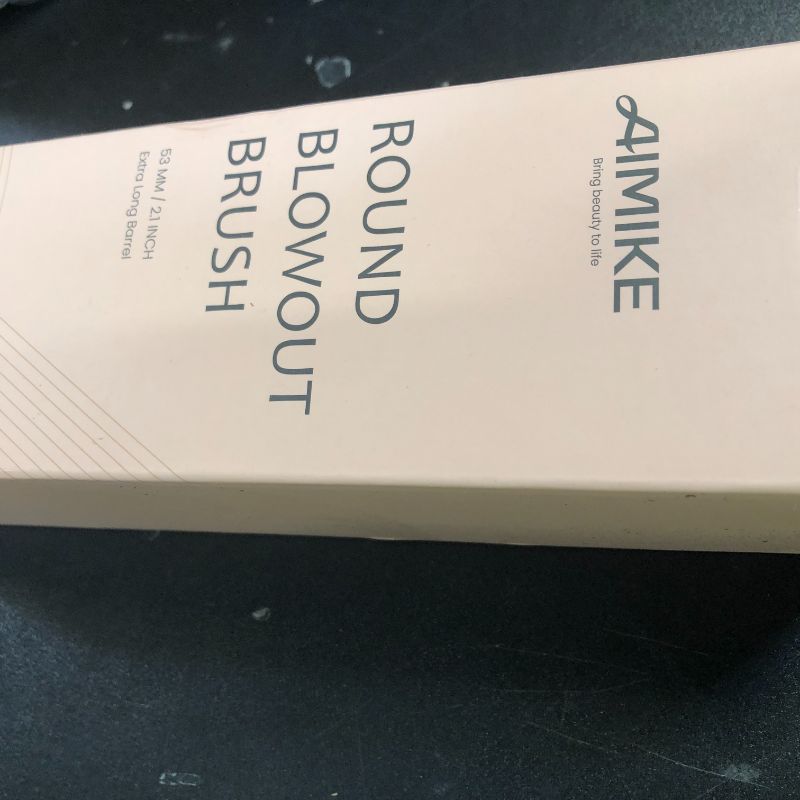 AIMIKE
Bring beauty to life
ROUND
BLOWOUT
BRUSH
53 MM / 2.1 INCH
Extra Long Barrel